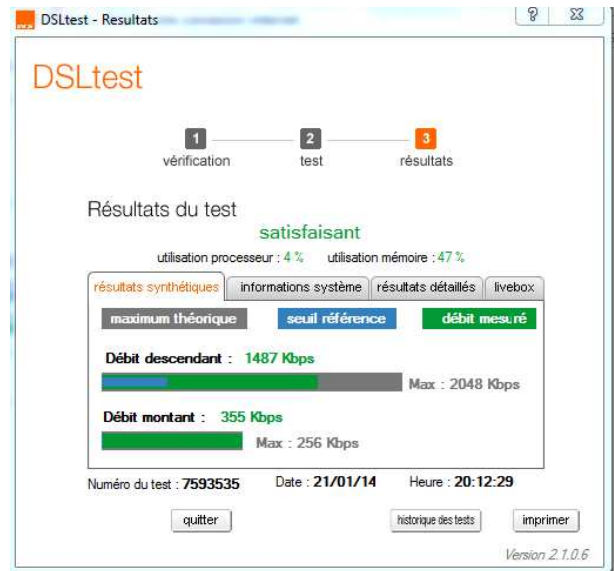 DSLtest - Resultats
DSLtest
1 2 3
vérification test résultats
Résultats du test
satisfaisant
utilisation processeur : 4 % utilisation mémoire : 47 %
résultats synthétiques informations système résultats détaillés livebox
maximum théorique seuil référence débit mesuré
Débit descendant : 1487 Kbps
Max : 2048 Kbps
Débit montant : 355 Kbps
Max : 256 Kbps
Numéro du test : 7593535 Date : 21/01/14 Heure : 20:12:29
quitter historique des tests imprimer
Version 2.1.0.6